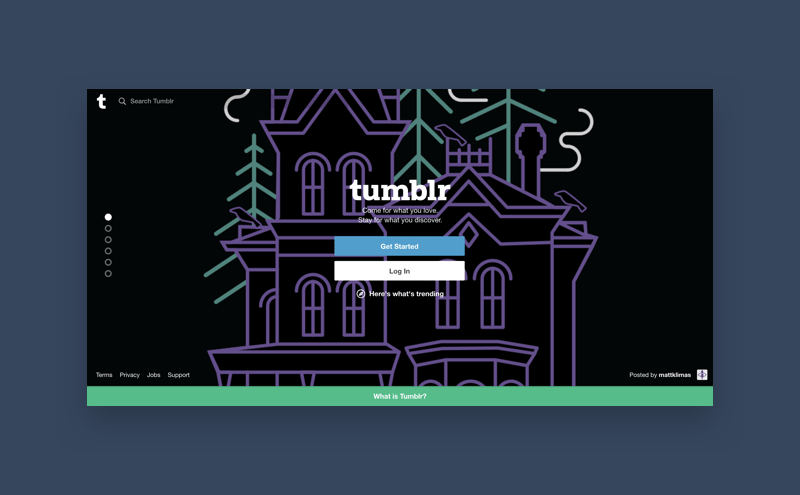 t
Search Tumblr
tumblr
Come for what you love.
Stay for what you discover.
Get Started
Log In
Here's what's trending
Terms Privacy Jobs Support
Posted by mattklimas
What is Tumblr?